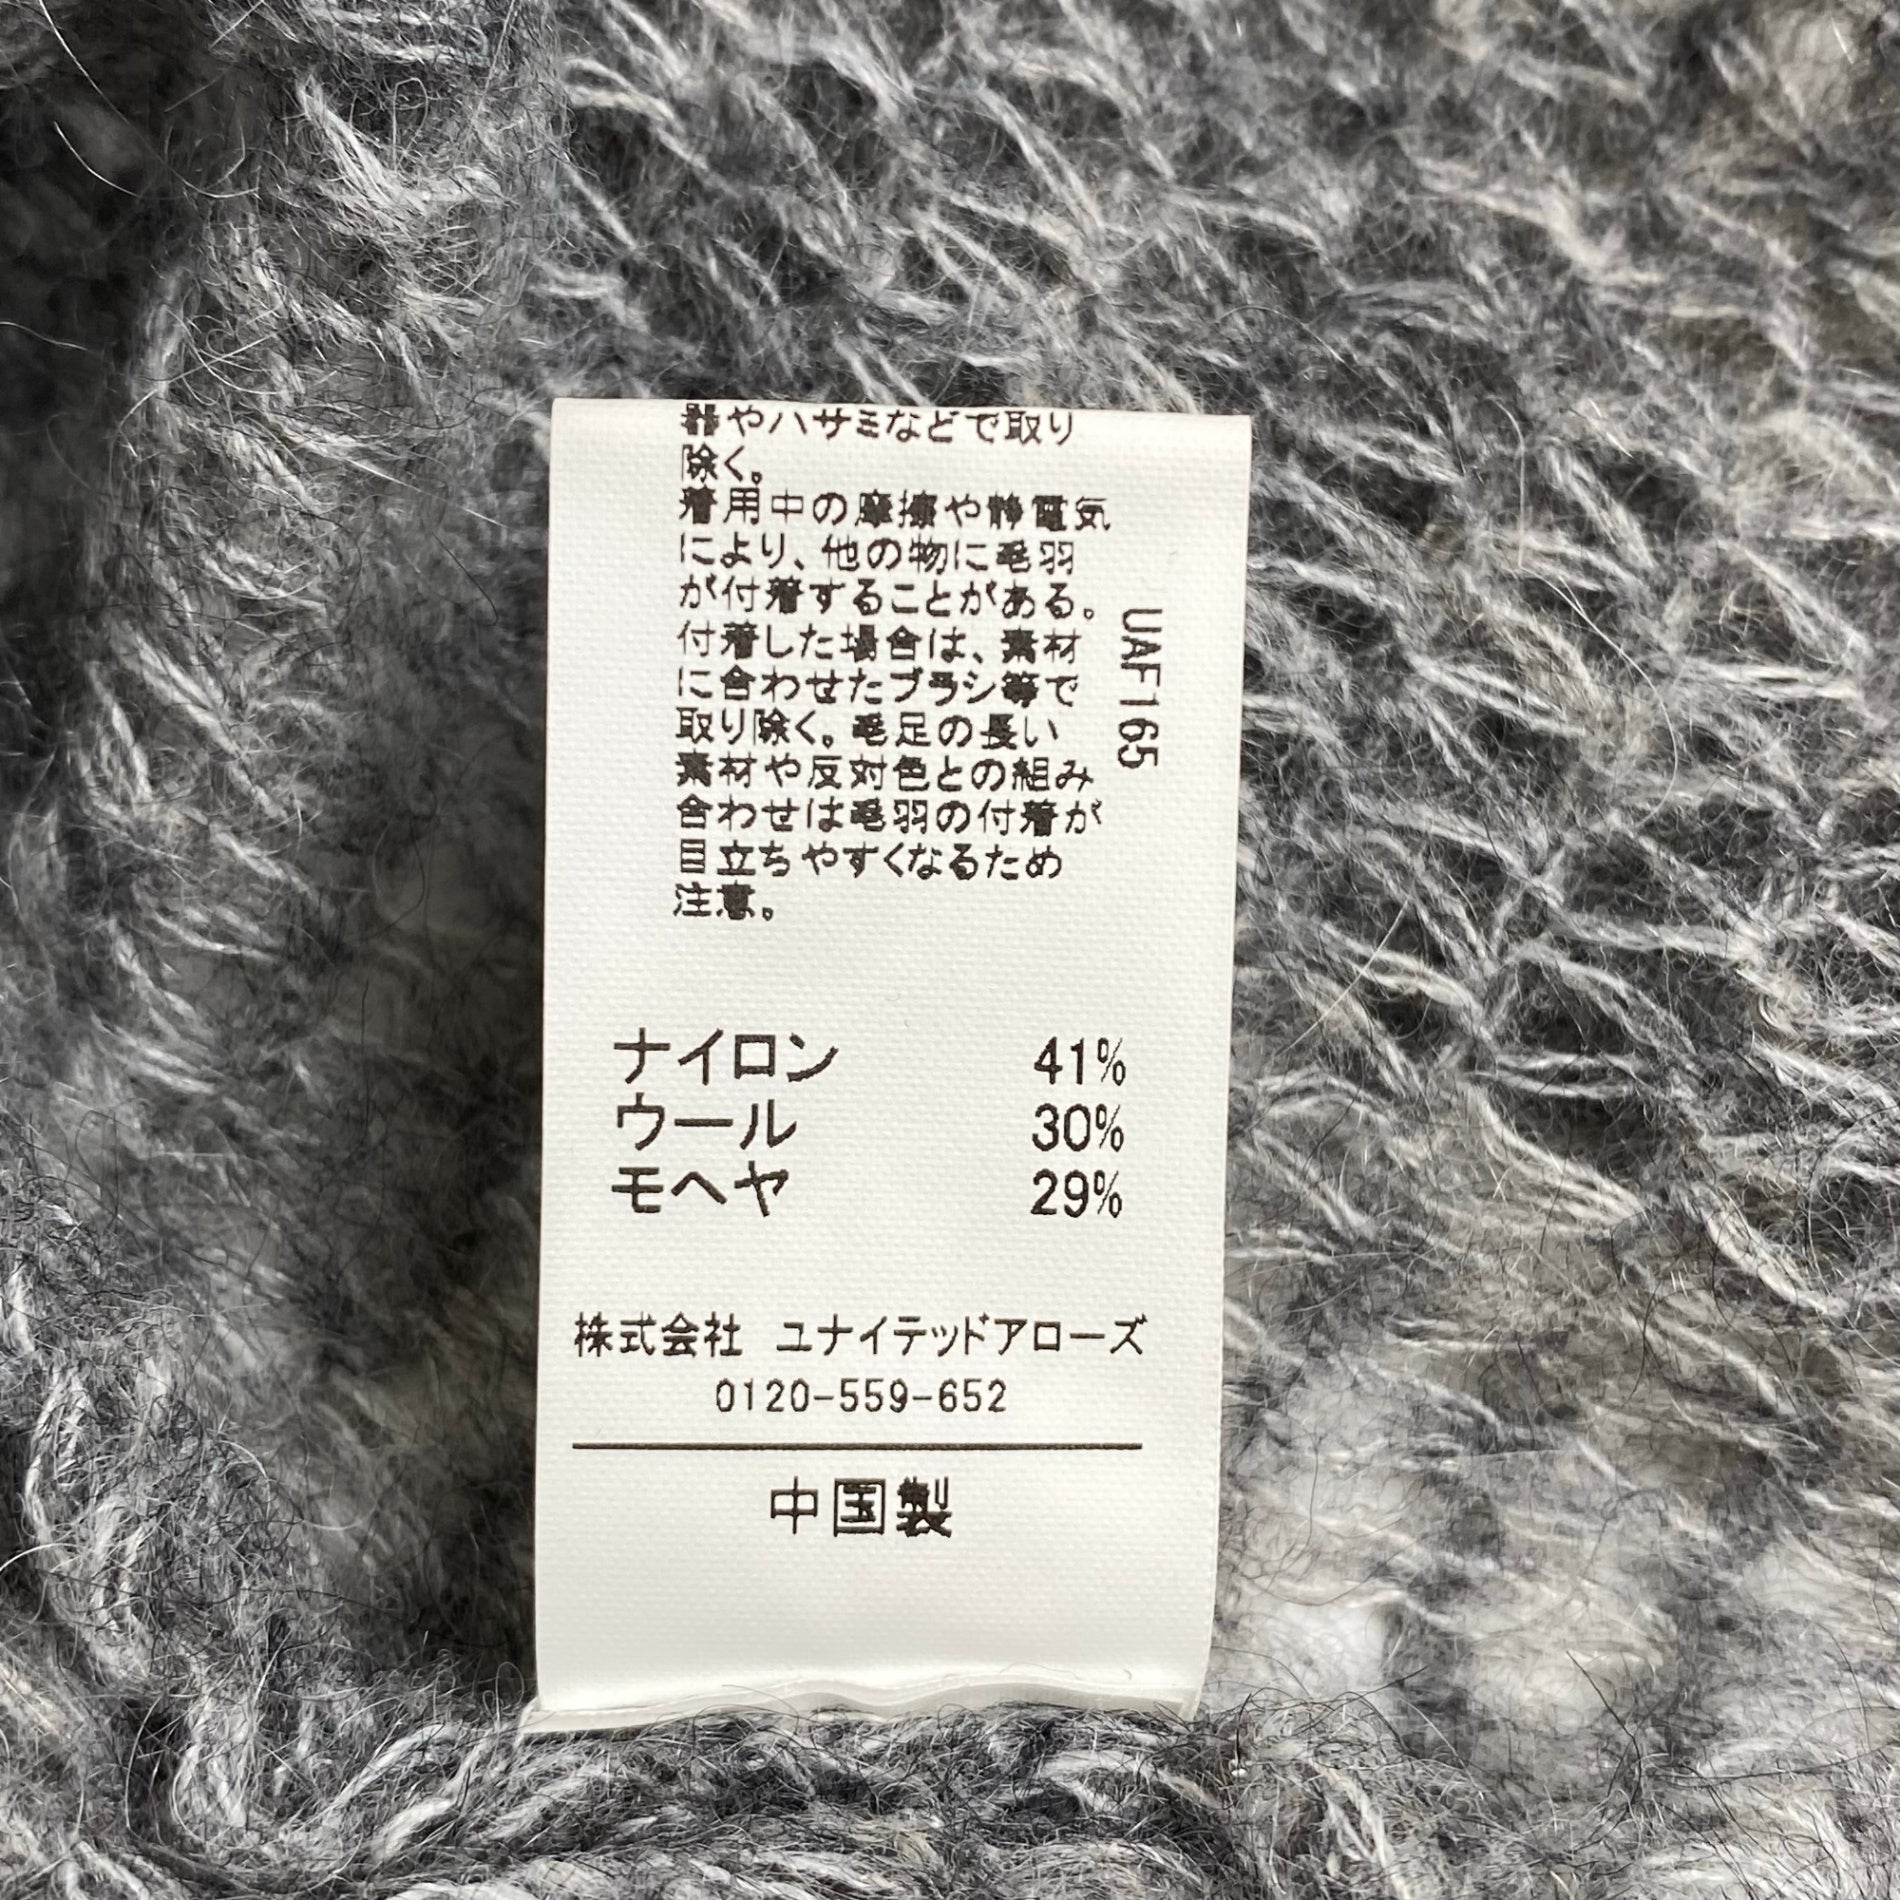 器やハサミなどで取り
除く。
着用中の摩擦や静電気
により、他の物に毛羽
が付着することがある。
付着した場合は、素材
に合わせたブラシ等で
取り除く。毛足の長い
素材や反対色との組み
合わせは毛羽の付着が
目立ちやすくなるため
注意。
UAF165
ナイロン 41%
ウール 30%
モヘヤ 29%
株式会社 ユナイテッドアローズ
0120-559-652
中国製